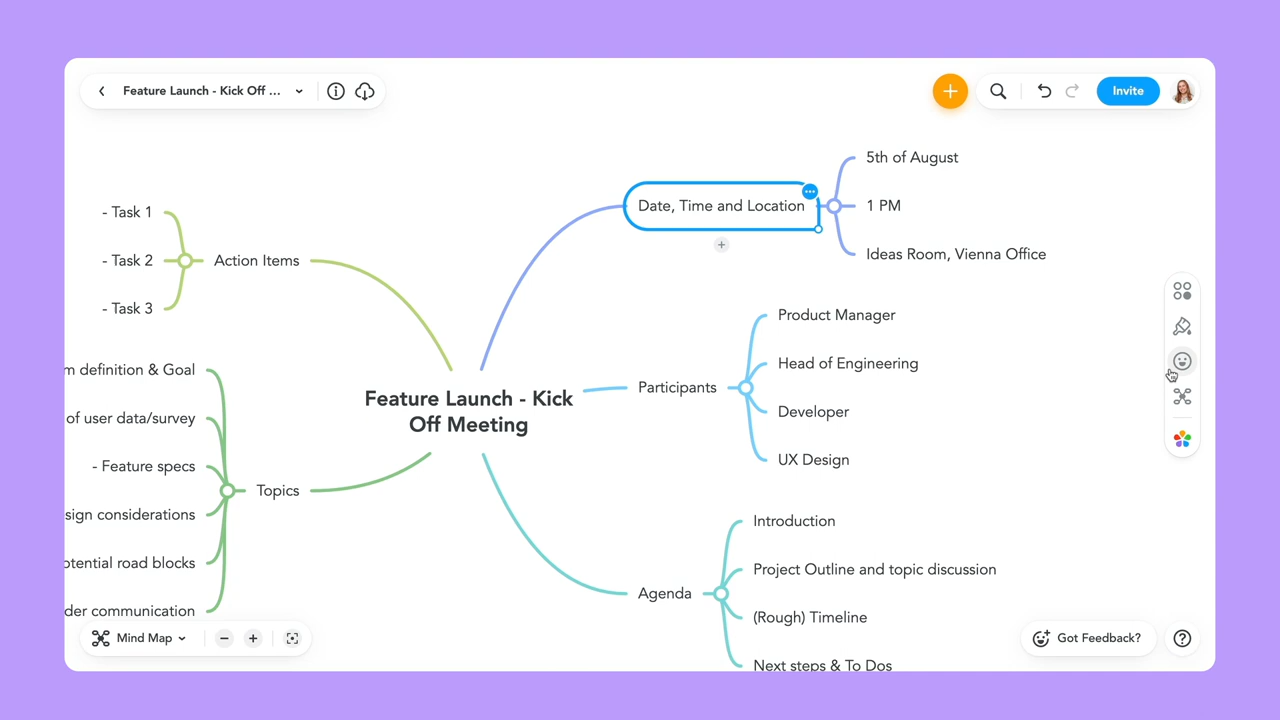 Feature Launch - Kick Off ...
Invite
5th of August
Date, Time and Location
1 PM
Ideas Room, Vienna Office
- Task 1
Action Items
- Task 2
- Task 3
Product Manager
Head of Engineering
Participants
Developer
UX Design
Feature Launch - Kick
Off Meeting
definition & Goal
of user data/survey
- Feature specs
Topics
considerations
road blocks
communication
Introduction
Project Outline and topic discussion
Agenda
(Rough) Timeline
Next steps & To Dos
Mind Map
Got Feedback?